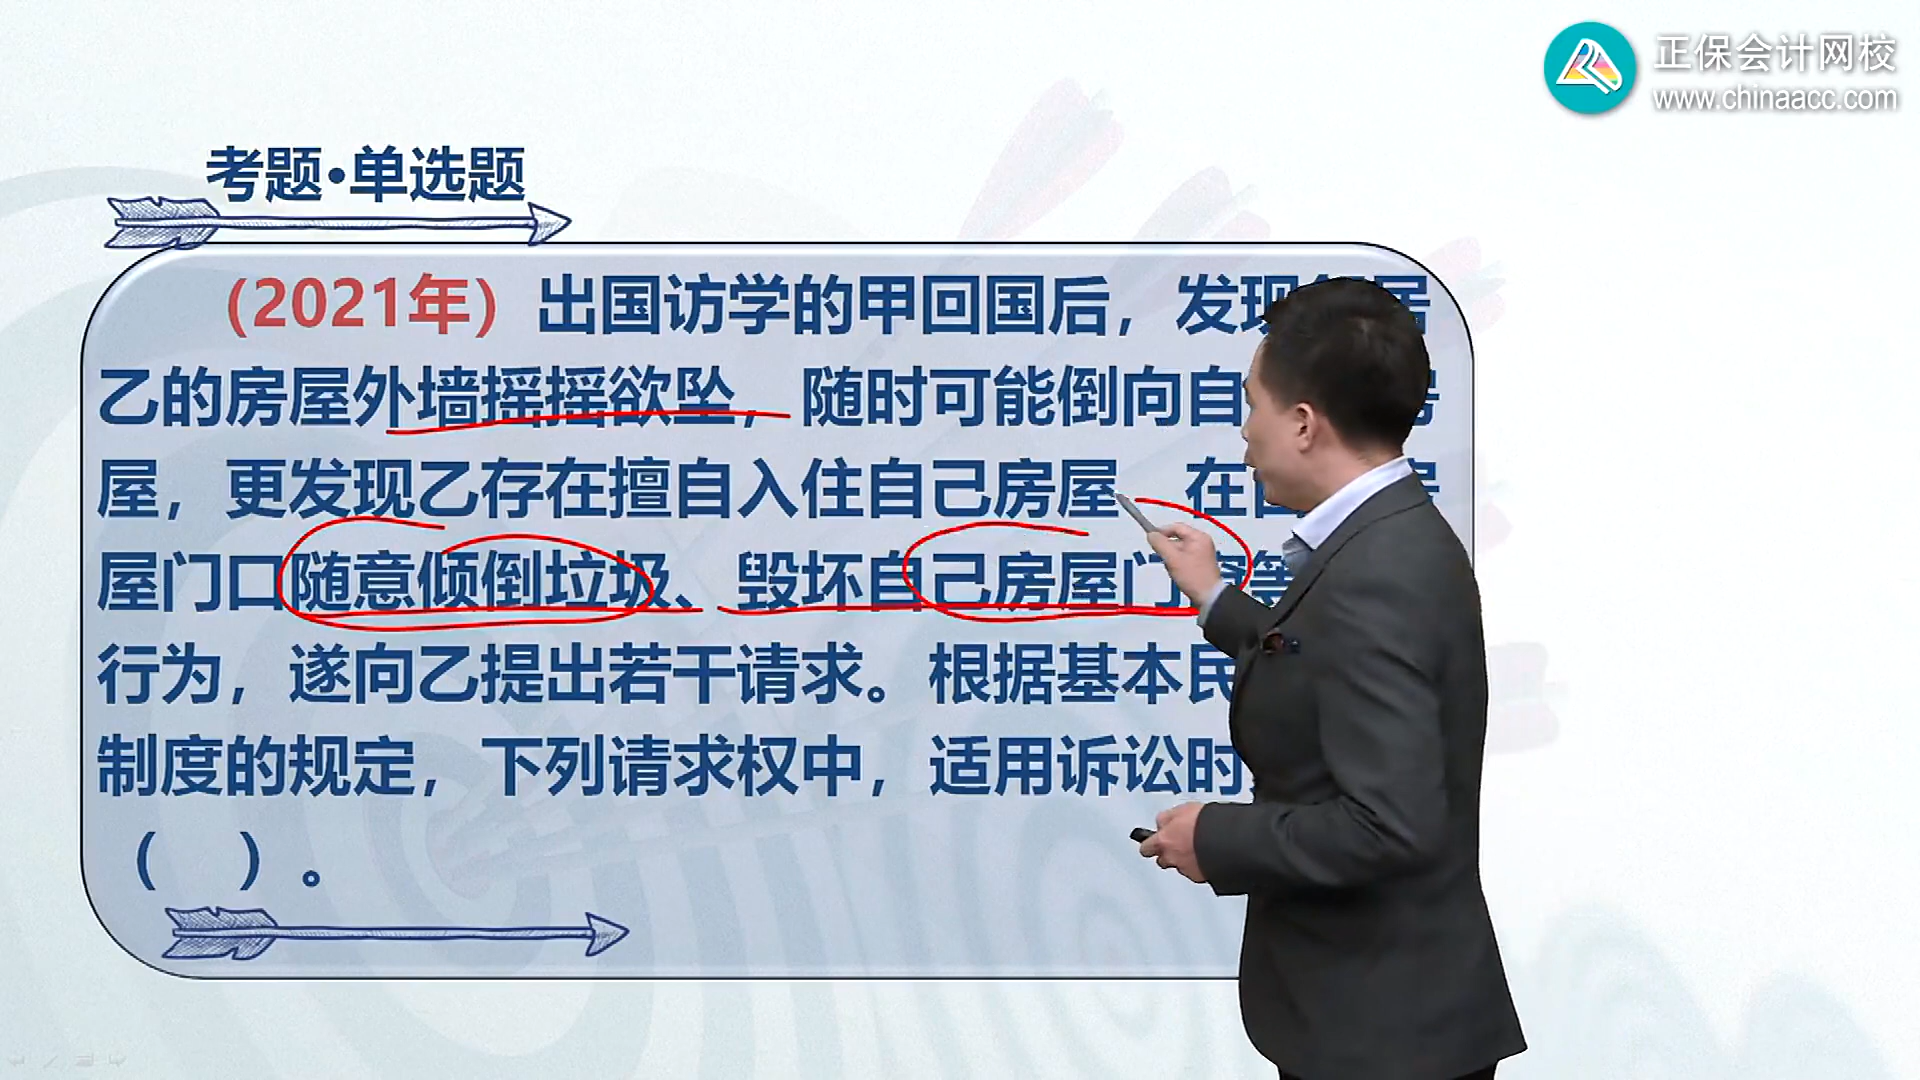 正保会计网校
www.chinaacc.com
考题•单选题
(2021年) 出国访学的甲回国后，发现 居
乙的房屋外墙摇摇欲坠，随时可能倒向自
屋，更发现乙存在擅自入住自己房屋 在
屋门口随意倾倒垃圾、毁坏自己房屋门窗等
行为，遂向乙提出若干请求。根据基本民
制度的规定，下列请求权中，适用诉讼时
（ ）。